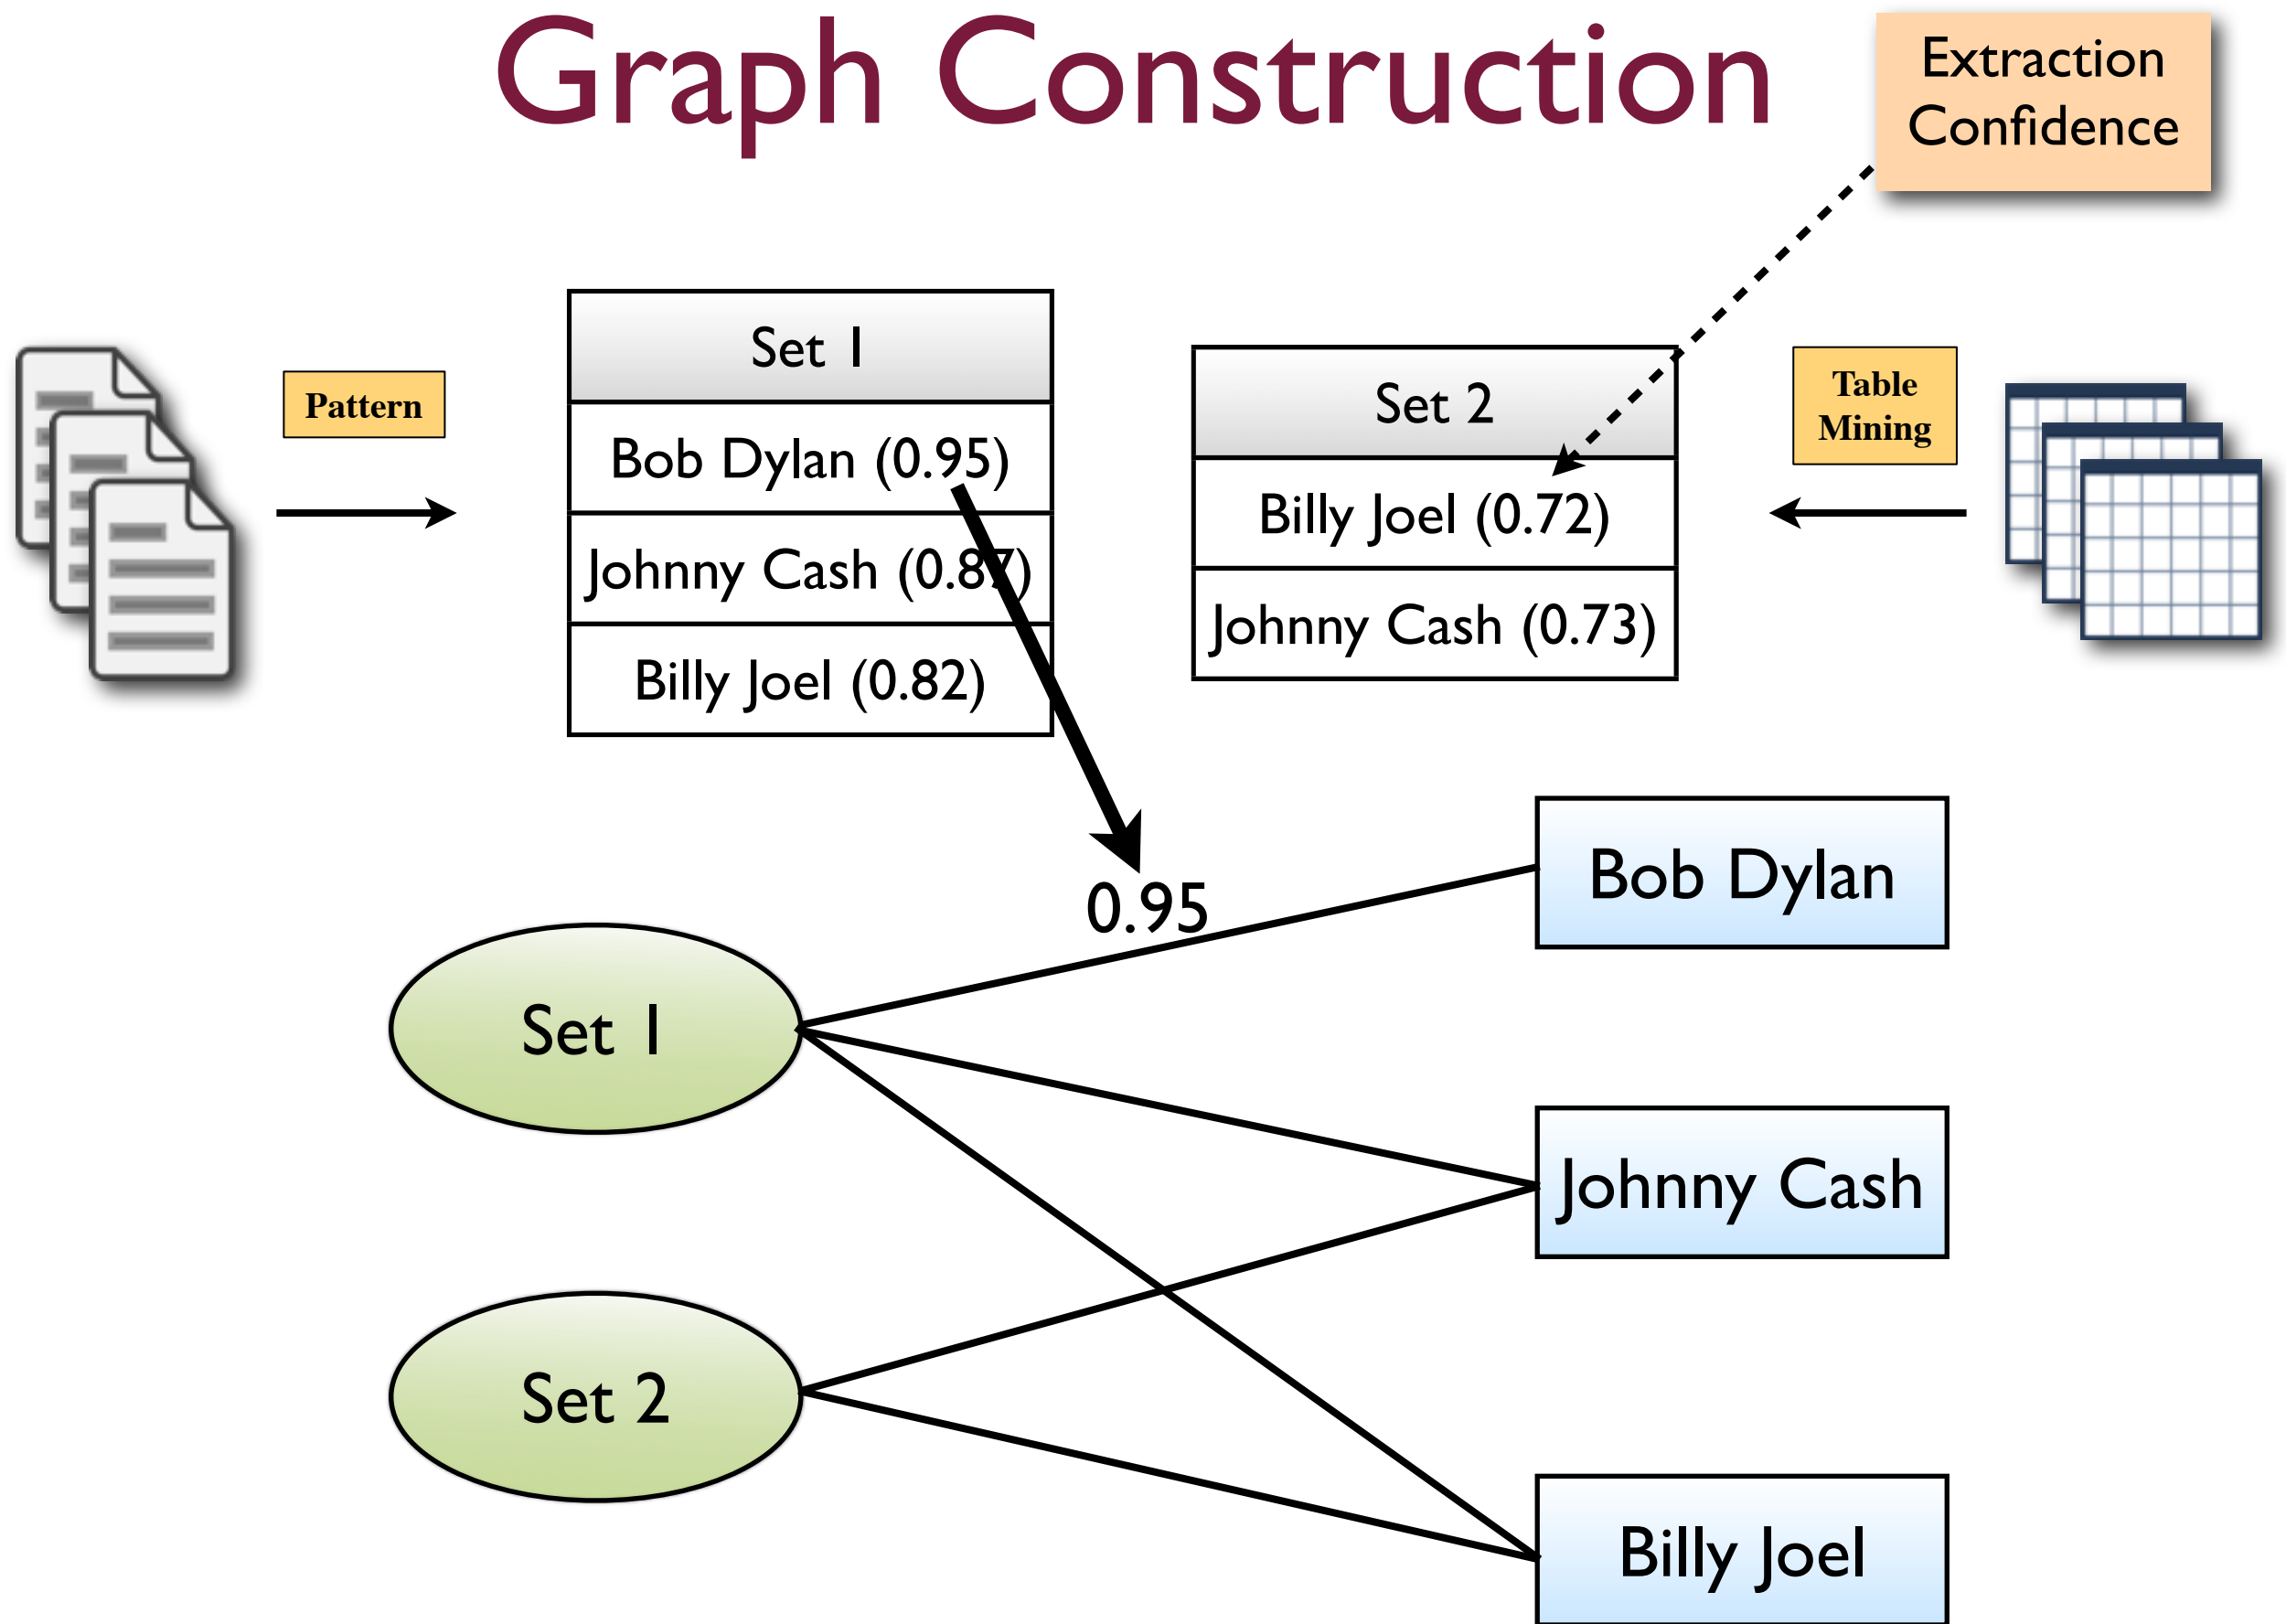 Graph Construction
Extraction
Confidence
Pattern
Set 1
Bob Dylan (0.95)
Johnny Cash (0.87)
Billy Joel (0.82)
Set 2
Billy Joel (0.72)
Johnny Cash (0.73)
Table
Mining
0.95
Set 1
Set 2
Bob Dylan
Johnny Cash
Billy Joel